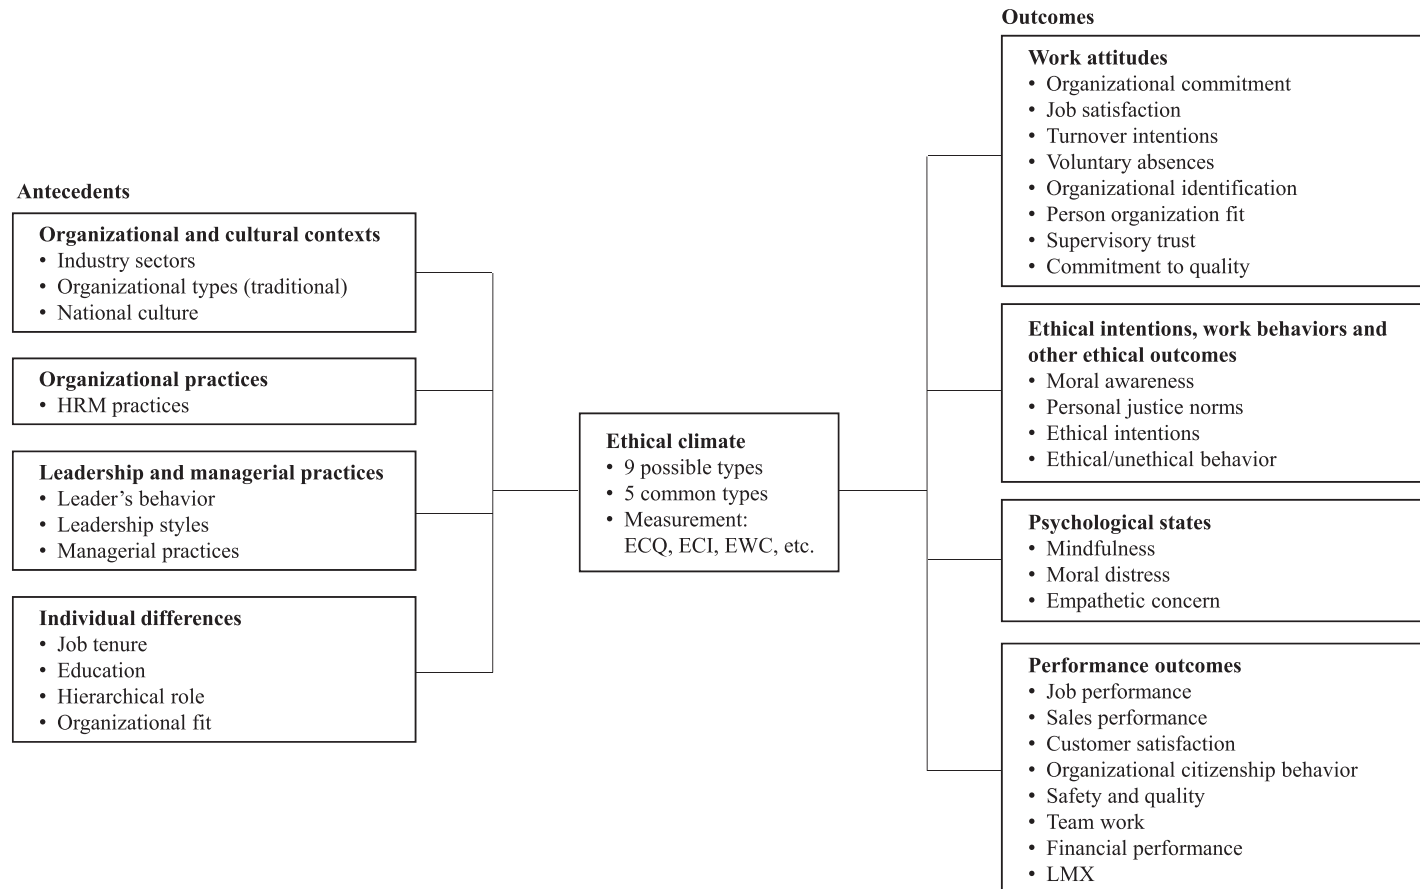 Antecedents
Organizational and cultural contexts
• Industry sectors
• Organizational types (traditional)
• National culture
Organizational practices
• HRM practices
Leadership and managerial practices
• Leader’s behavior
• Leadership styles
• Managerial practices
Individual differences
• Job tenure
• Education
• Hierarchical role
• Organizational fit
Ethical climate
• 9 possible types
• 5 common types
• Measurement:
ECQ, ECI, EWC, etc.
Outcomes
Work attitudes
• Organizational commitment
• Job satisfaction
• Turnover intentions
• Voluntary absences
• Organizational identification
• Person organization fit
• Supervisory trust
• Commitment to quality
Ethical intentions, work behaviors and
other ethical outcomes
• Moral awareness
• Personal justice norms
• Ethical intentions
• Ethical/unethical behavior
Psychological states
• Mindfulness
• Moral distress
• Empathetic concern
Performance outcomes
• Job performance
• Sales performance
• Customer satisfaction
• Organizational citizenship behavior
• Safety and quality
• Team work
• Financial performance
• LMX